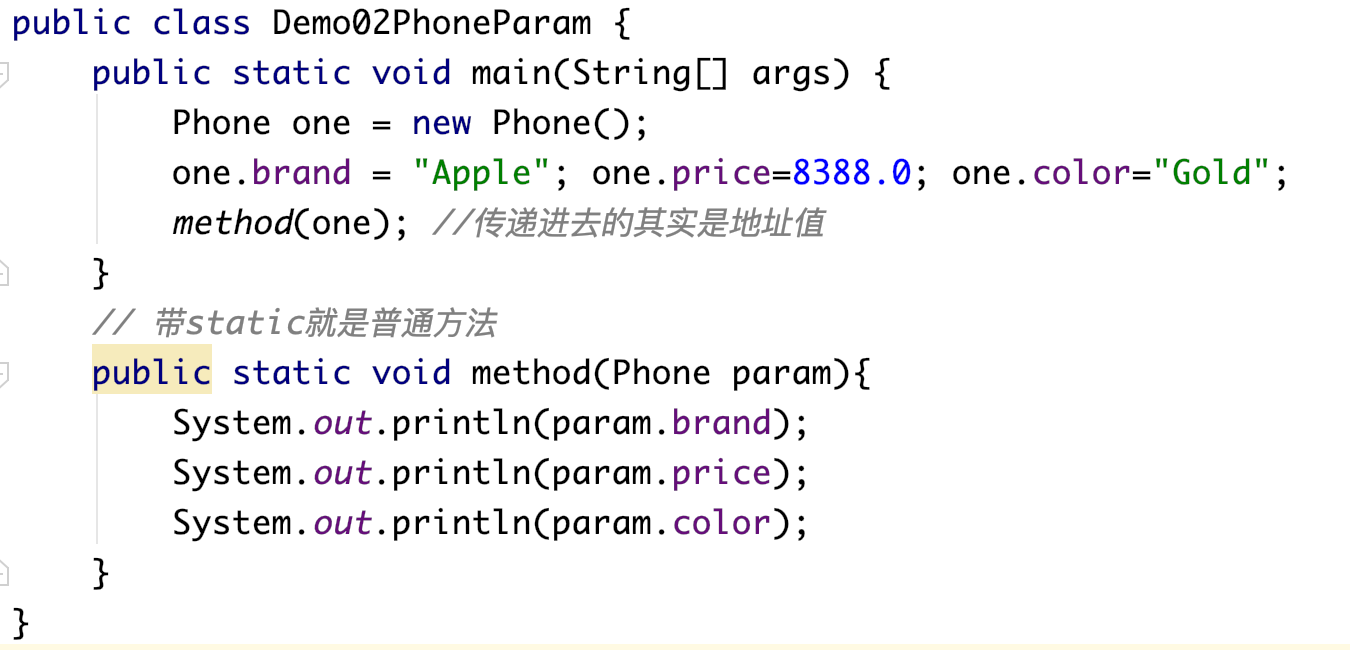 public class Demo02PhoneParam {
    public static void main(String[] args) {
        Phone one = new Phone();
        one.brand = "Apple"; one.price=8388.0; one.color="Gold";
        method(one); //传递进去的其实是地址值
    }
    // 带static就是普通方法
    public static void method(Phone param){
        System.out.println(param.brand);
        System.out.println(param.price);
        System.out.println(param.color);
    }
}